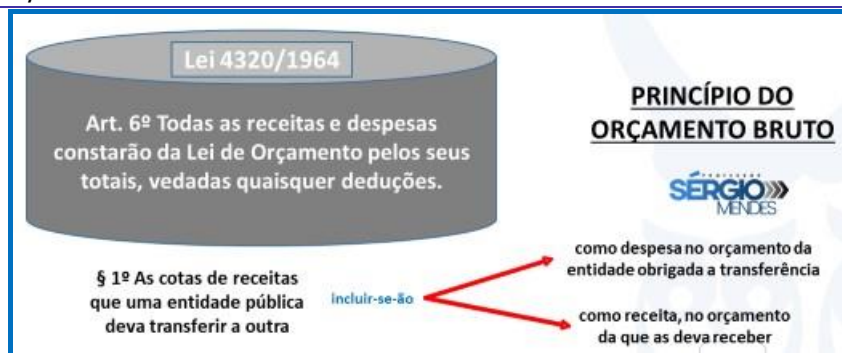 Lei 4320/1964
Art. 6º Todas as receitas e despesas
constarão da Lei de Orçamento pelos seus
totais, vedadas quaisquer deduções.
PRINCÍPIO DO
ORÇAMENTO BRUTO
PROFESSOR
SÉRGIO
MENDES
§ 1º As cotas de receitas
que uma entidade pública
deva transferir a outra
incluir-se-ão
como despesa no orçamento da
entidade obrigada a transferência
como receita, no orçamento
da que as deva receber